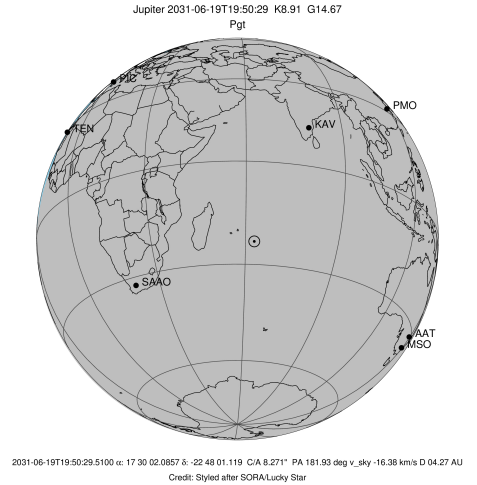 Jupiter 2031-06-19T19:50:29 K8.91 G14.67
Pgt
PIC
TEN
KAV
PMO
SAAO
AAT
MSO
2031-06-19T19:50:29.5100 α: 17 30 02.0857 δ: -22 48 01.119 C/A 8.271" PA 181.93 deg v_sky -16.38 km/s D 04.27 AU
Credit: Styled after SORA/Lucky Star